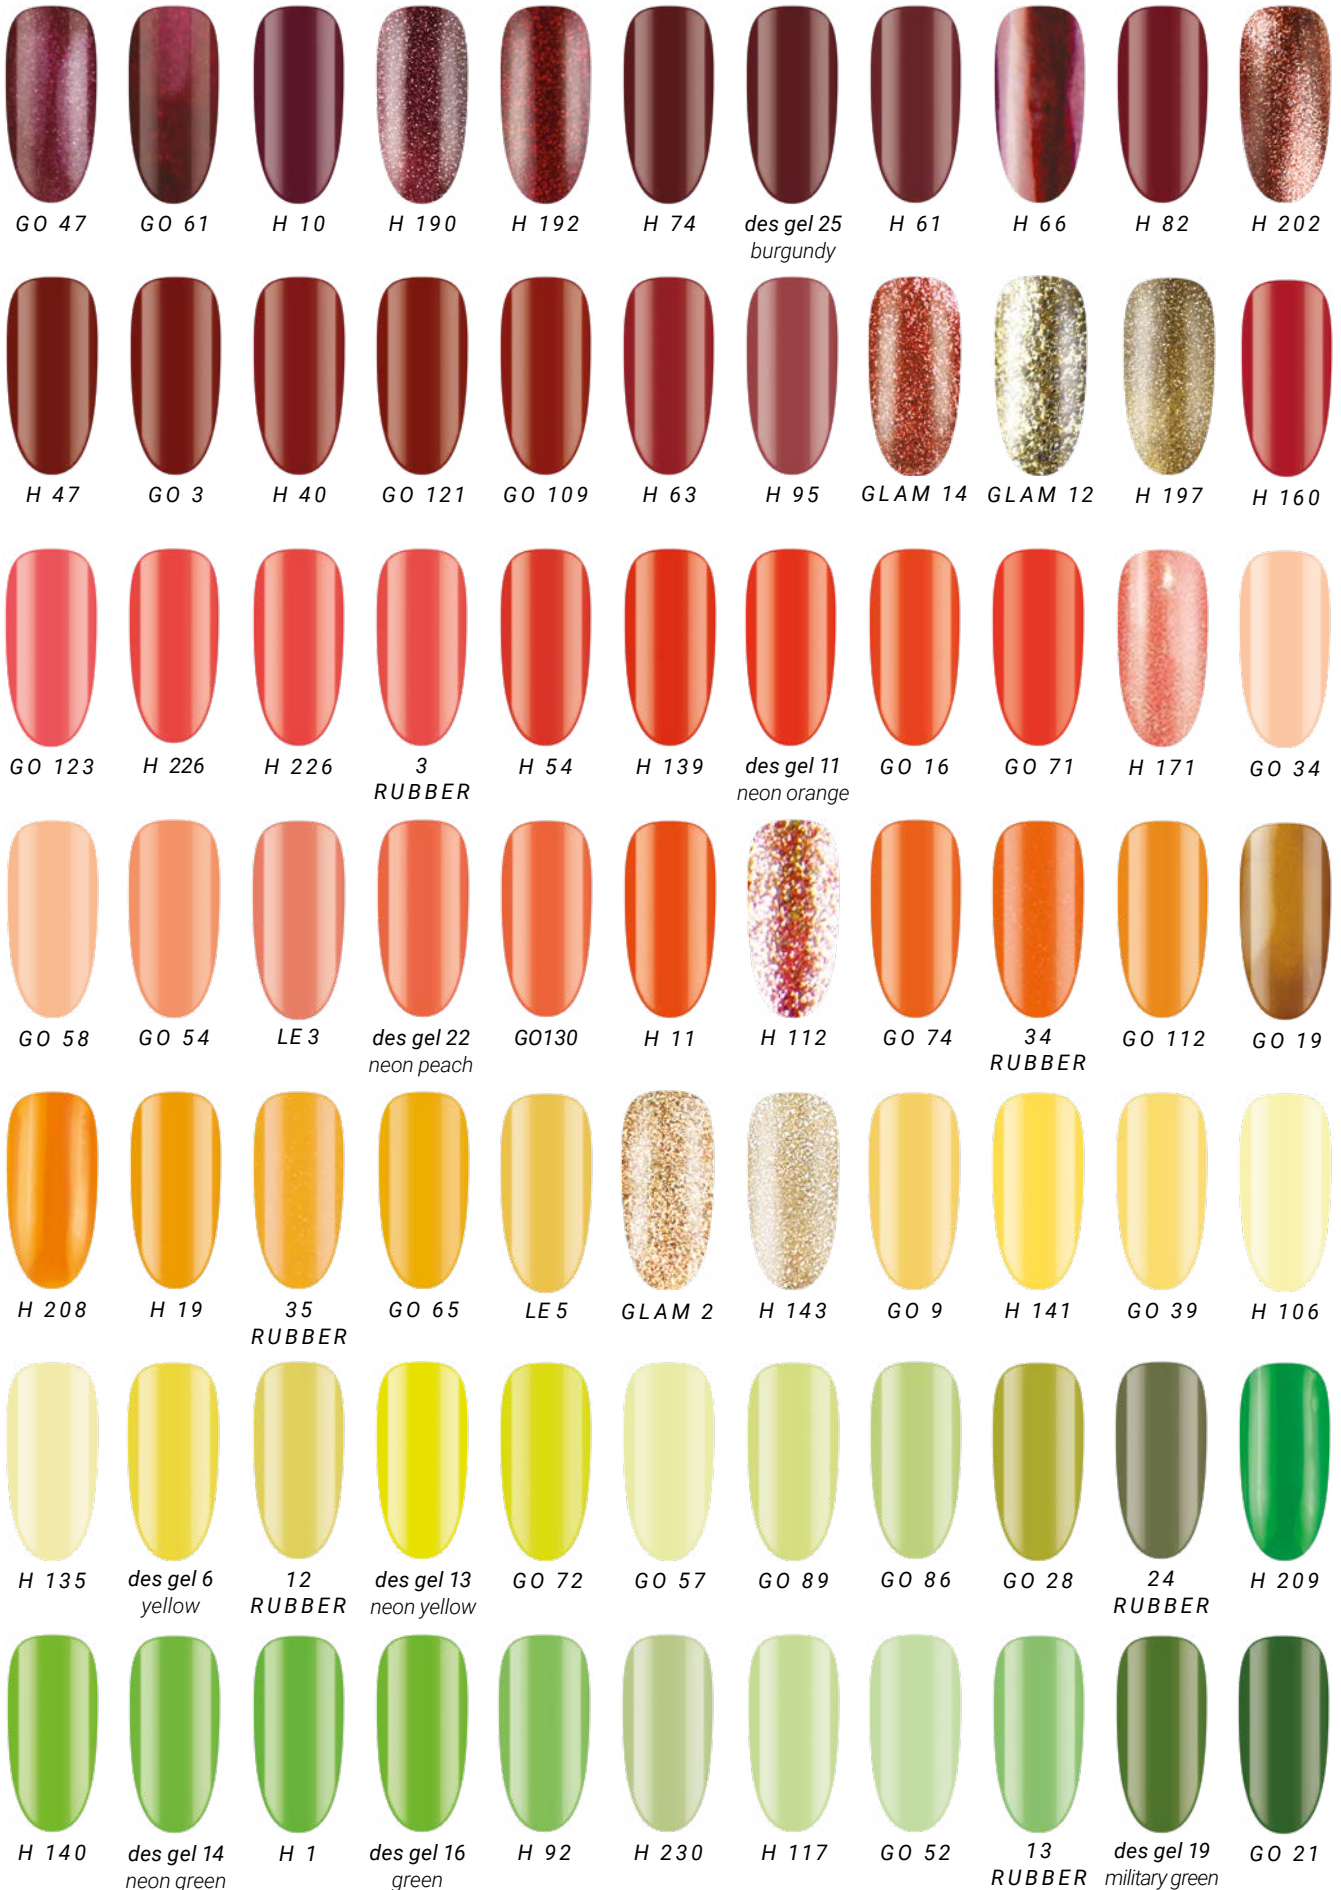 GO 47 GO 61 H 10 H 190 H 192 H 74 des gel 25 H 61 H 66 H 82 H 202
burgundy
H 47 GO 3 H 40 GO 121 GO 109 H 63 H 95 GLAM 14 GLAM 12 H 197 H 160
GO 123 H 226 H 226 3 H 54 H 139 des gel 11 GO 16 GO 71 H 171 GO 34
RUBBER neon orange
GO 58 GO 54 LE 3 des gel 22 GO130 H 11 H 112 GO 74 34 GO 112 GO 19
neon peach RUBBER
H 208 H 19 35 GO 65 LE 5 GLAM 2 H 143 GO 9 H 141 GO 39 H 106
RUBBER
H 135 des gel 6 12 des gel 13 GO 72 GO 57 GO 89 GO 86 GO 28 24 H 209
yellow RUBBER neon yellow RUBBER
H 140 des gel 14 H 1 des gel 16 H 92 H 230 H 117 GO 52 13 des gel 19 GO 21
neon green green RUBBER military green